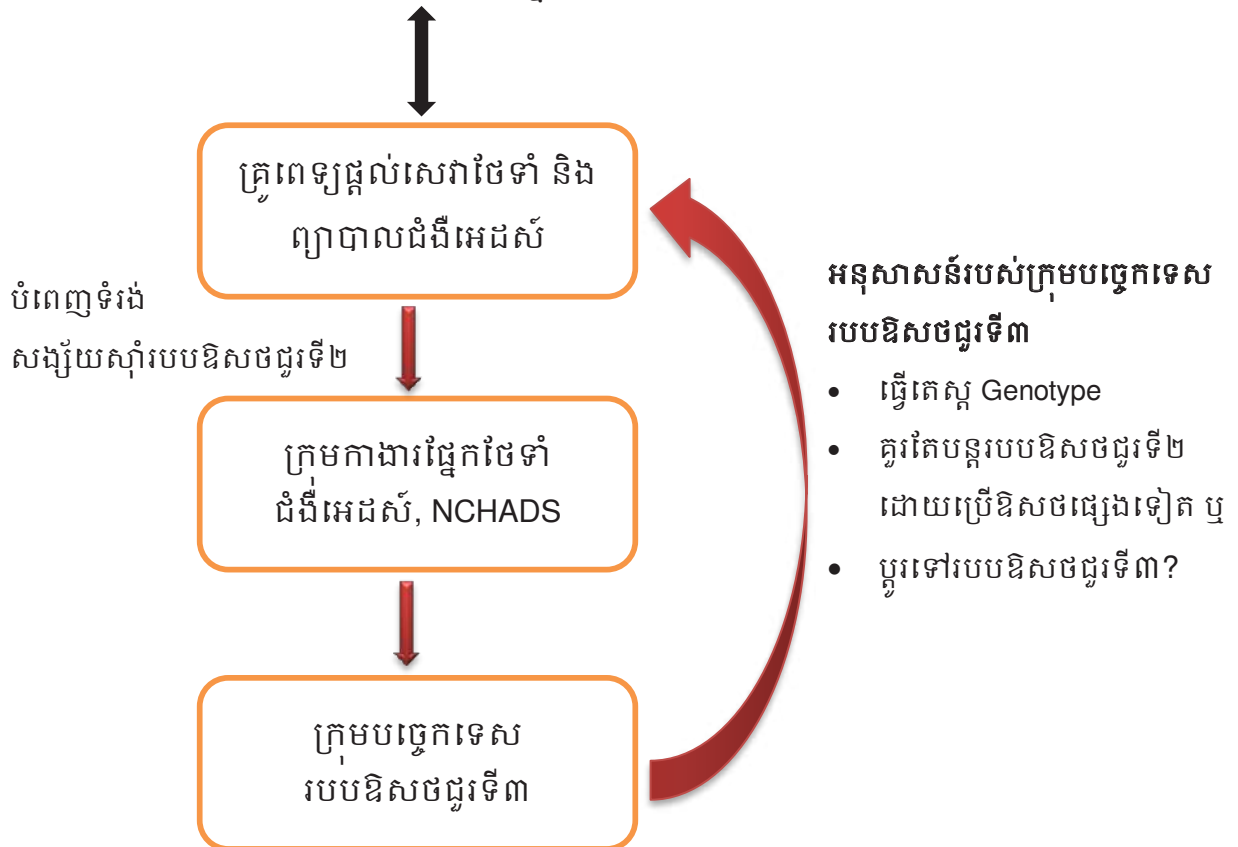 គ្រូពេទ្យផ្តល់សេវាថែទាំ និង
ព្យាបាលជំងឺអេដស៍
បំពេញទំរង់
សង្ស័យស៊ាំរបបឱសថជួរទី២
ក្រុមកាងារផ្នែកថែទាំ
ជំងឺអេដស៍, NCHADS
ក្រុមបច្ចេកទេស
របបឱសថជួរទី៣
អនុសាសន៍របស់ក្រុមបច្ចេកទេស
របបឱសថជួរទី៣
• ធ្វើតេស្ត Genotype
• គួរតែបន្តរបបឱសថជួរទី២
ដោយប្រើឱសថផ្សេងទៀត ឬ
• ប្តូរទៅរបបឱសថជួរទី៣?